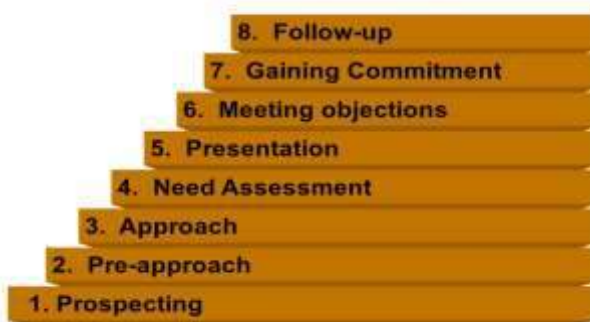 8. Follow-up
7. Gaining Commitment
6. Meeting objections
5. Presentation
4. Need Assessment
3. Approach
2. Pre-approach
1. Prospecting